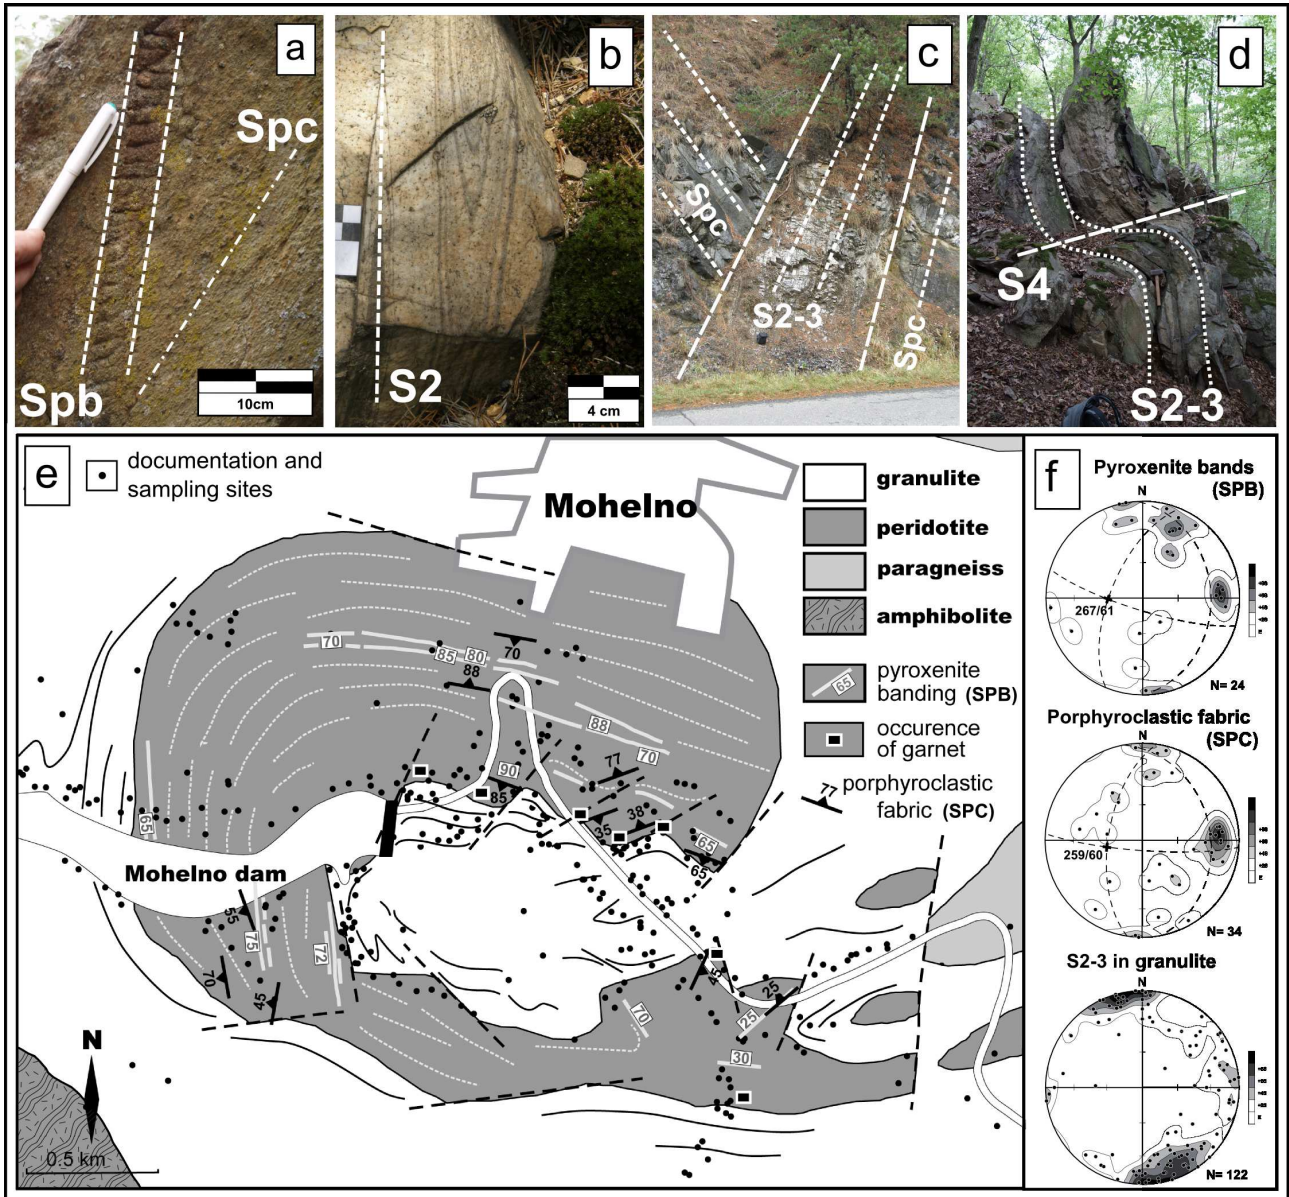 a
Spc
Spb
10cm
b
S2
4 cm
c
Spc
S2-3
Spc
d
S4
S2-3
e
documentation and
sampling sites
Mohelno
granulite
peridotite
paragneiss
amphibolite
65
pyroxenite
banding (SPB)
occurence
of garnet
77
porphyroclastic
fabric (SPC)
70
85
80
70
88
88
70
77
90
85
35
38
65
65
65
Mohelno dam
55
75
72
70
45
45
25
25
70
30
N
0.5 km
f
Pyroxenite bands
(SPB)
N
267/61
N= 24
Porphyroclastic fabric
(SPC)
N
259/60
N= 34
S2-3 in granulite
N
N= 122